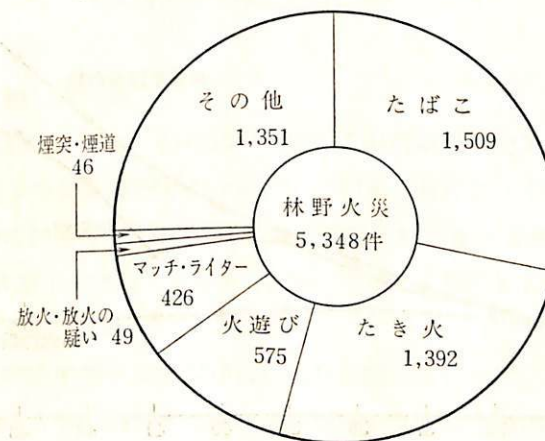 林野火災
5,348件
たばこ
1,509
たき火
1,392
火遊び
575
マッチ・ライター
426
放火・放火の
疑い 49
煙突・煙道
46
その他
1,351